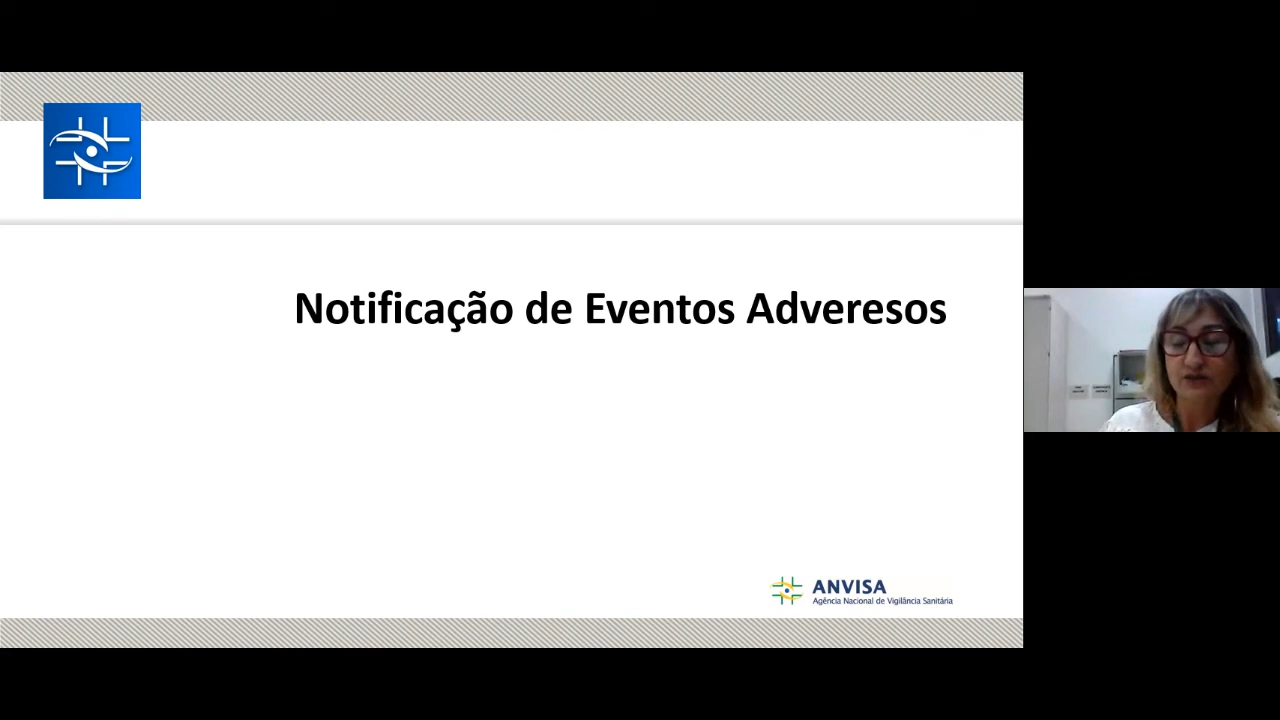 Notificação de Eventos Adveresos
ANVISA
Agência Nacional de Vigilância Sanitária